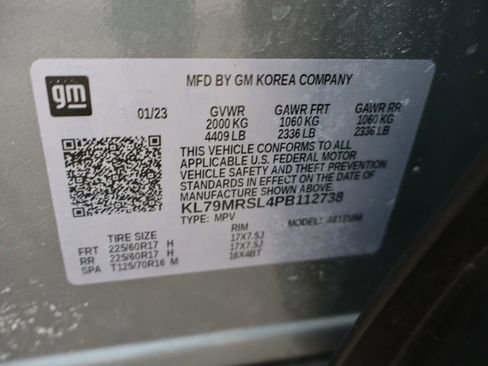 gm
MFD BY GM KOREA COMPANY
01/23 GVWR GAWR FRT GAWR RR
2000 KG 1060 KG 1060 KG
4409 LB 2336 LB 2336 LB
THIS VEHICLE CONFORMS TO ALL
APPLICABLE U.S. FEDERAL MOTOR
VEHICLE SAFETY AND THEFT PREVENTION
STANDARDS IN EFFECT ON THE DATE OF
MANUFACTURE SHOWN ABOVE.
KL79MRSL4PB112738
TYPE: MPV MODEL:
TIRE SIZE RIM
FRT 225/60R17 H 17X7.5J
RR 225/60R17 H 17X7.5J
SPA T125/70R16 M 16X4BT